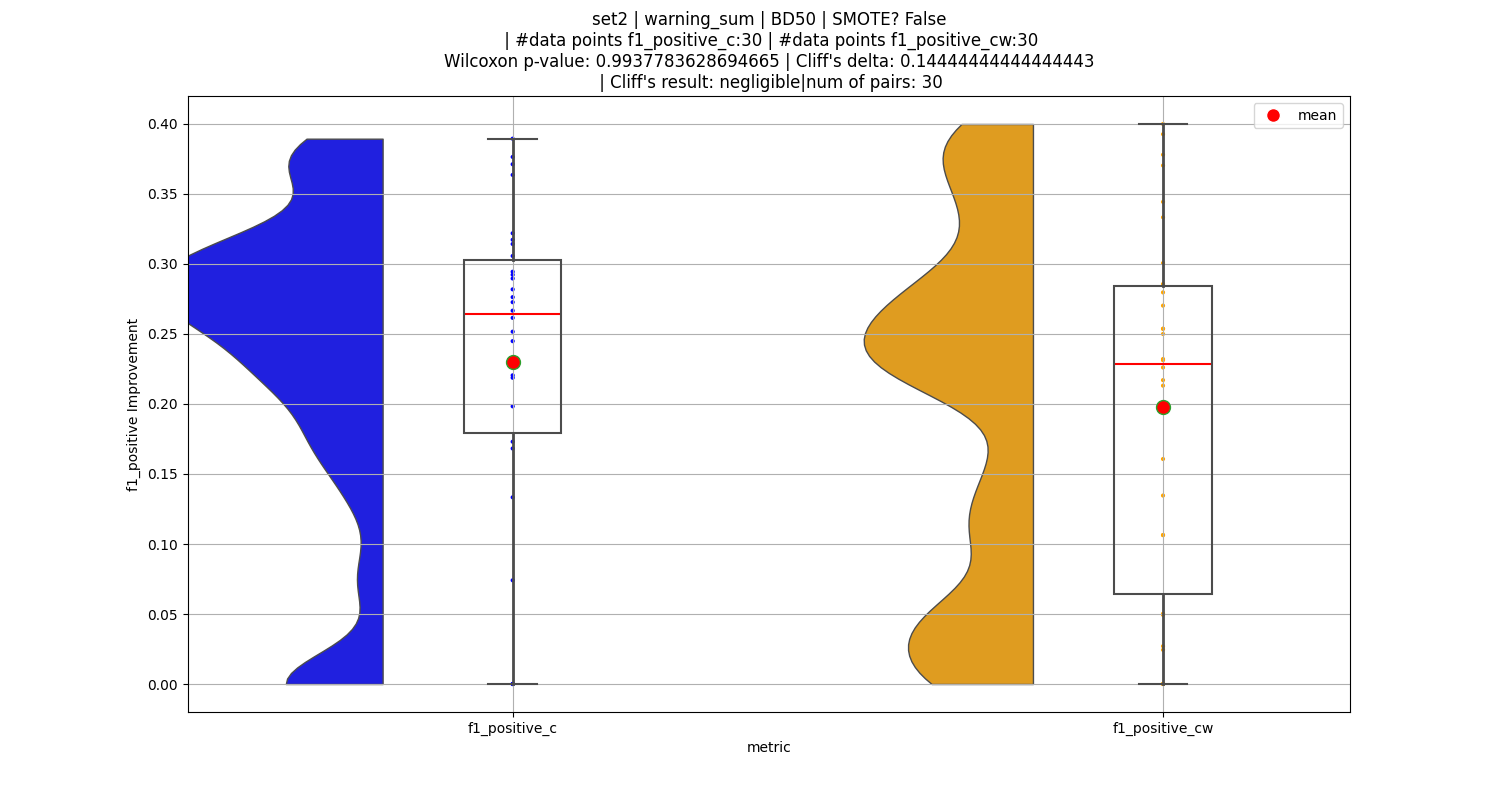 set2 | warning_sum | BD50 | SMOTE? False
| #data points f1_positive_c:30 | #data points f1_positive_cw:30
Wilcoxon p-value: 0.9937783628694665 | Cliff's delta: 0.14444444444444443
| Cliff's result: negligible|num of pairs: 30
mean
0.40
0.35
0.30
0.25
0.20
0.15
0.10
0.05
0.00
f1_positive Improvement
f1_positive_c
f1_positive_cw
metric